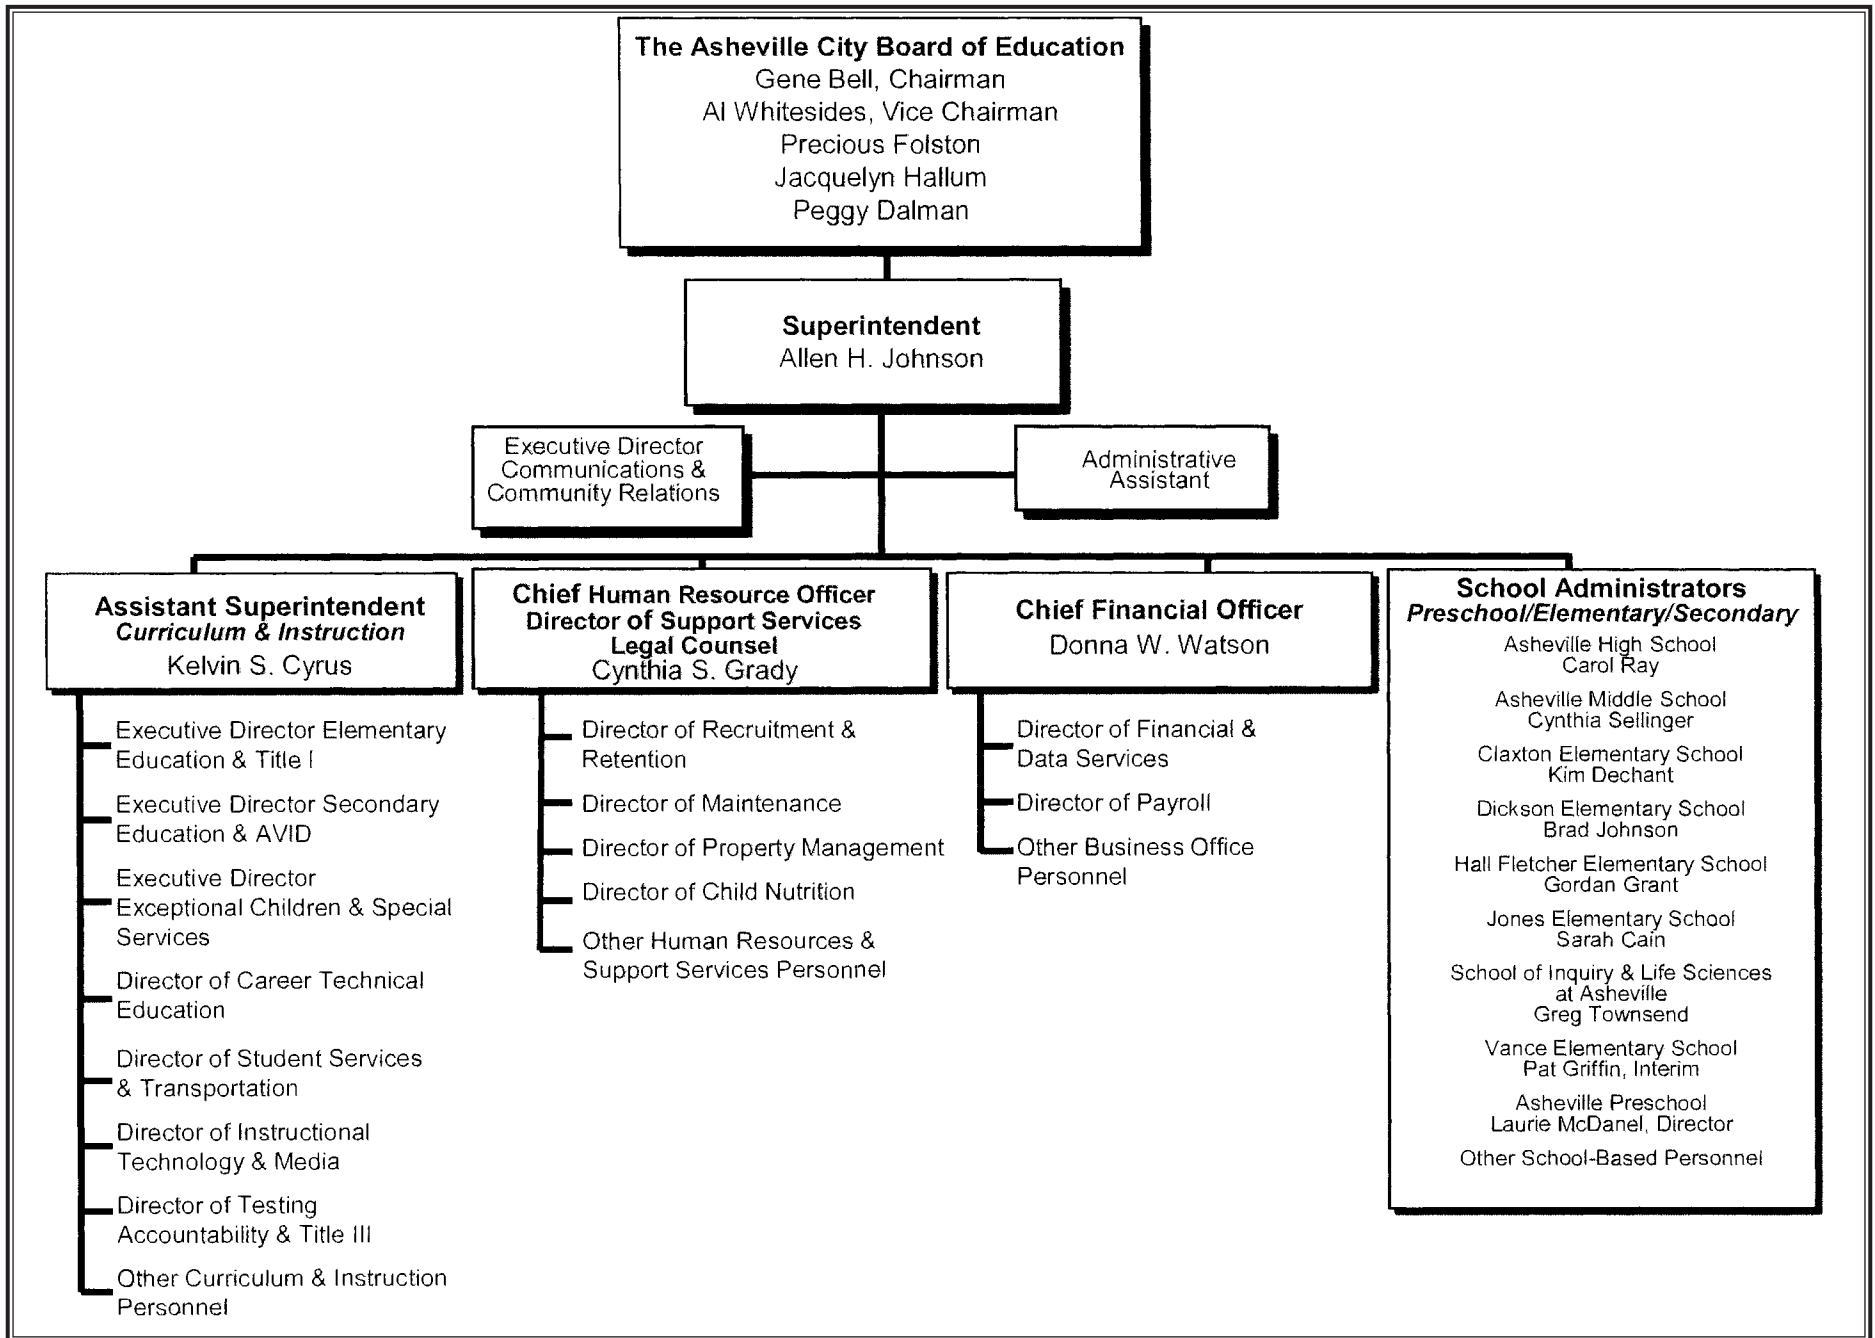 The Asheville City Board of Education
Gene Bell, Chairman
Al Whitesides, Vice Chairman
Precious Folston
Jacquelyn Hallum
Peggy Dalman
Superintendent
Allen H. Johnson
Executive Director
Communications &
Community Relations
Administrative
Assistant
Assistant Superintendent
Curriculum & Instruction
Kelvin S. Cyrus
Executive Director Elementary
Education & Title I
Executive Director Secondary
Education & AVID
Executive Director
Exceptional Children & Special
Services
Director of Career Technical
Education
Director of Student Services
& Transportation
Director of Instructional
Technology & Media
Director of Testing
Accountability & Title III
Other Curriculum & Instruction
Personnel
Chief Human Resource Officer
Director of Support Services
Legal Counsel
Cynthia S. Grady
Director of Recruitment &
Retention
Director of Maintenance
Director of Property Management
Director of Child Nutrition
Other Human Resources &
Support Services Personnel
Chief Financial Officer
Donna W. Watson
Director of Financial &
Data Services
Director of Payroll
Other Business Office
Personnel
School Administrators
Preschool/Elementary/Secondary
Asheville High School
Carol Ray
Asheville Middle School
Cynthia Sellinger
Claxton Elementary School
Kim Dechant
Dickson Elementary School
Brad Johnson
Hall Fletcher Elementary School
Gordan Grant
Jones Elementary School
Sarah Cain
School of Inquiry & Life Sciences
at Asheville
Greg Townsend
Vance Elementary School
Pat Griffin, Interim
Asheville Preschool
Laurie McDanel, Director
Other School-Based Personnel